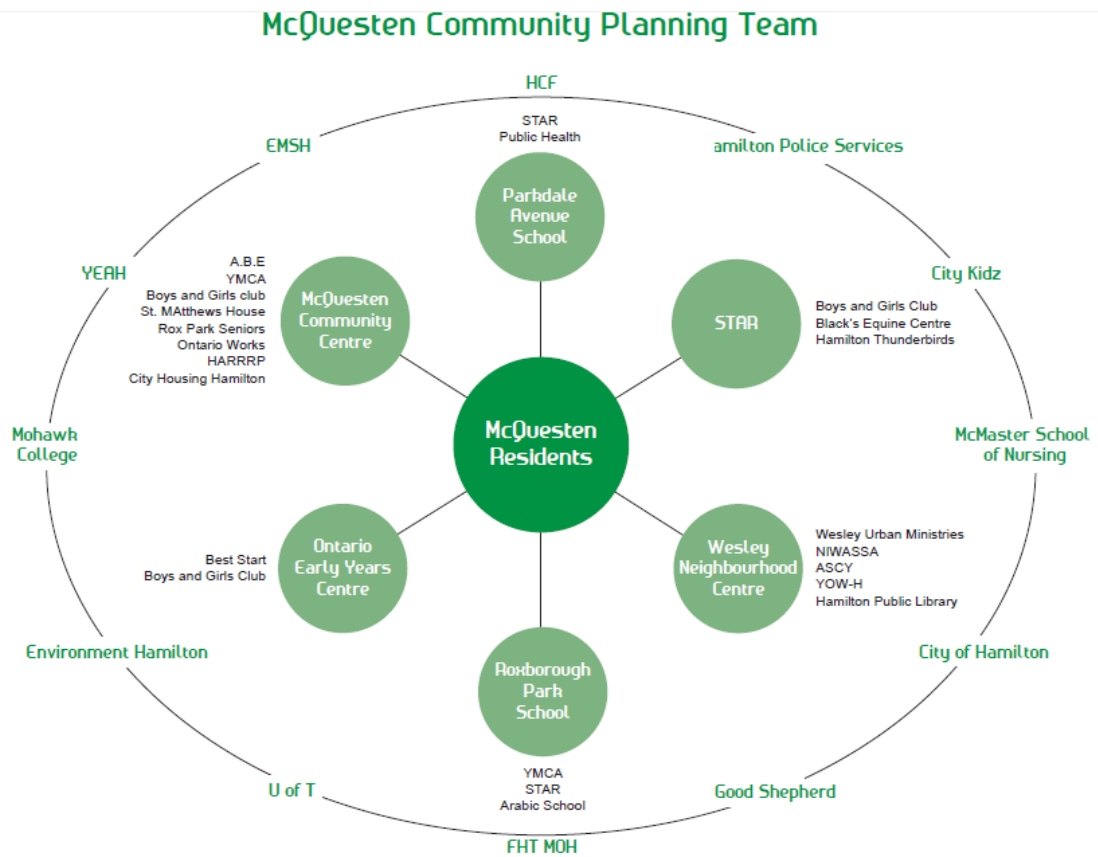 McQuesten Community Planning Team
HCF
STAR
Public Health
EMSH
amilton Police Services
Parkdale
Avenue
School
YEAH
A.B.E
YMCA
Boys and Girls club
St. MAtthews House
Rox Park Seniors
Ontario Works
HARRRP
City Housing Hamilton
McQuesten
Community
Centre
STAR
Boys and Girls Club
Black's Equine Centre
Hamilton Thunderbirds
City Kidz
Mohawk
College
McQuesten
Residents
McMaster School
of Nursing
Best Start
Boys and Girls Club
Ontario
Early Years
Centre
Wesley
Neighbourhood
Centre
Wesley Urban Ministries
NIWASSA
ASCY
YOW-H
Hamilton Public Library
Environment Hamilton
City of Hamilton
Roxborough
Park
School
YMCA
STAR
Arabic School
U of T
Good Shepherd
FHT MOH